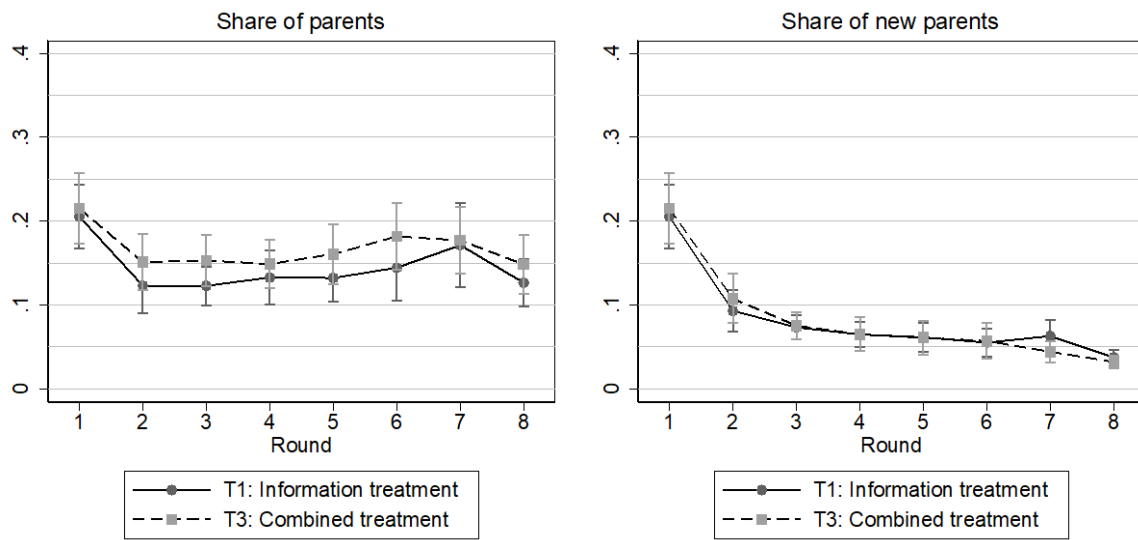 Share of parents
.4
.3
.2
.1
0
1 2 3 4 5 6 7 8
Round
T1: Information treatment
T3: Combined treatment
Share of new parents
.4
.3
.2
.1
0
1 2 3 4 5 6 7 8
Round
T1: Information treatment
T3: Combined treatment